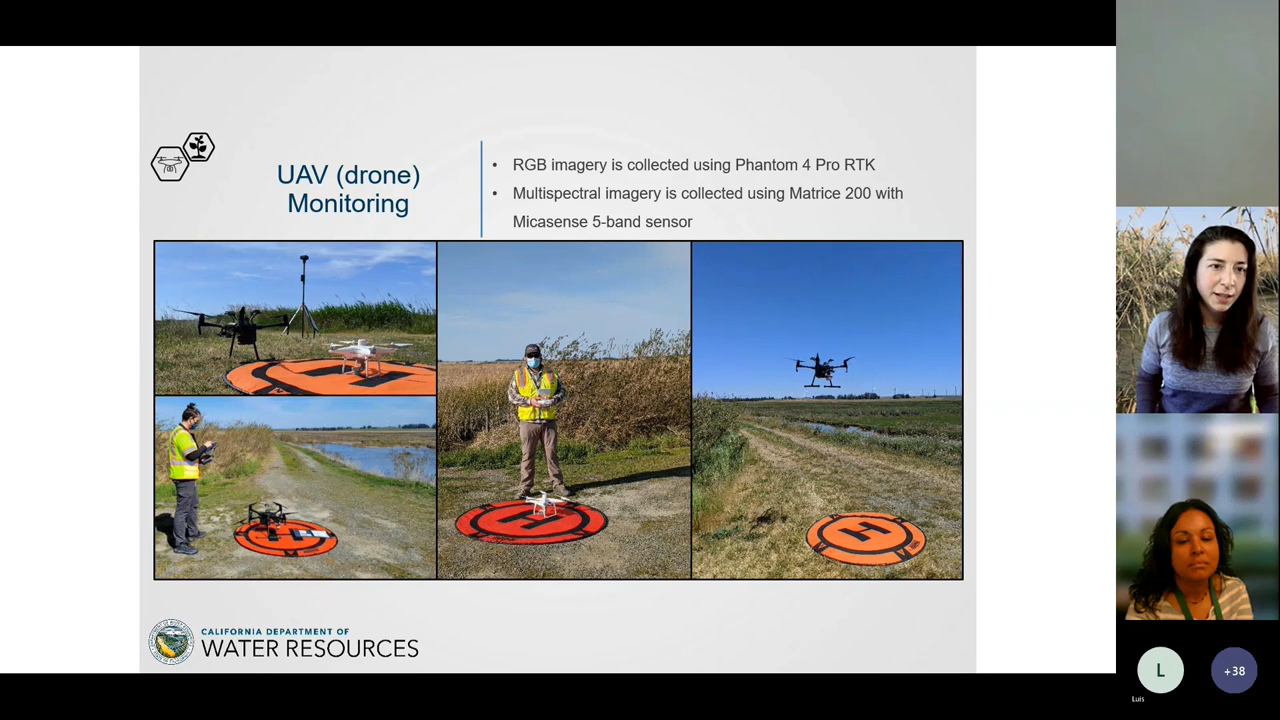 UAV (drone)
Monitoring
• RGB imagery is collected using Phantom 4 Pro RTK
• Multispectral imagery is collected using Matrice 200 with
Micasense 5-band sensor
H
H
H
H
CALIFORNIA DEPARTMENT OF
WATER RESOURCES
L
+38
Luis